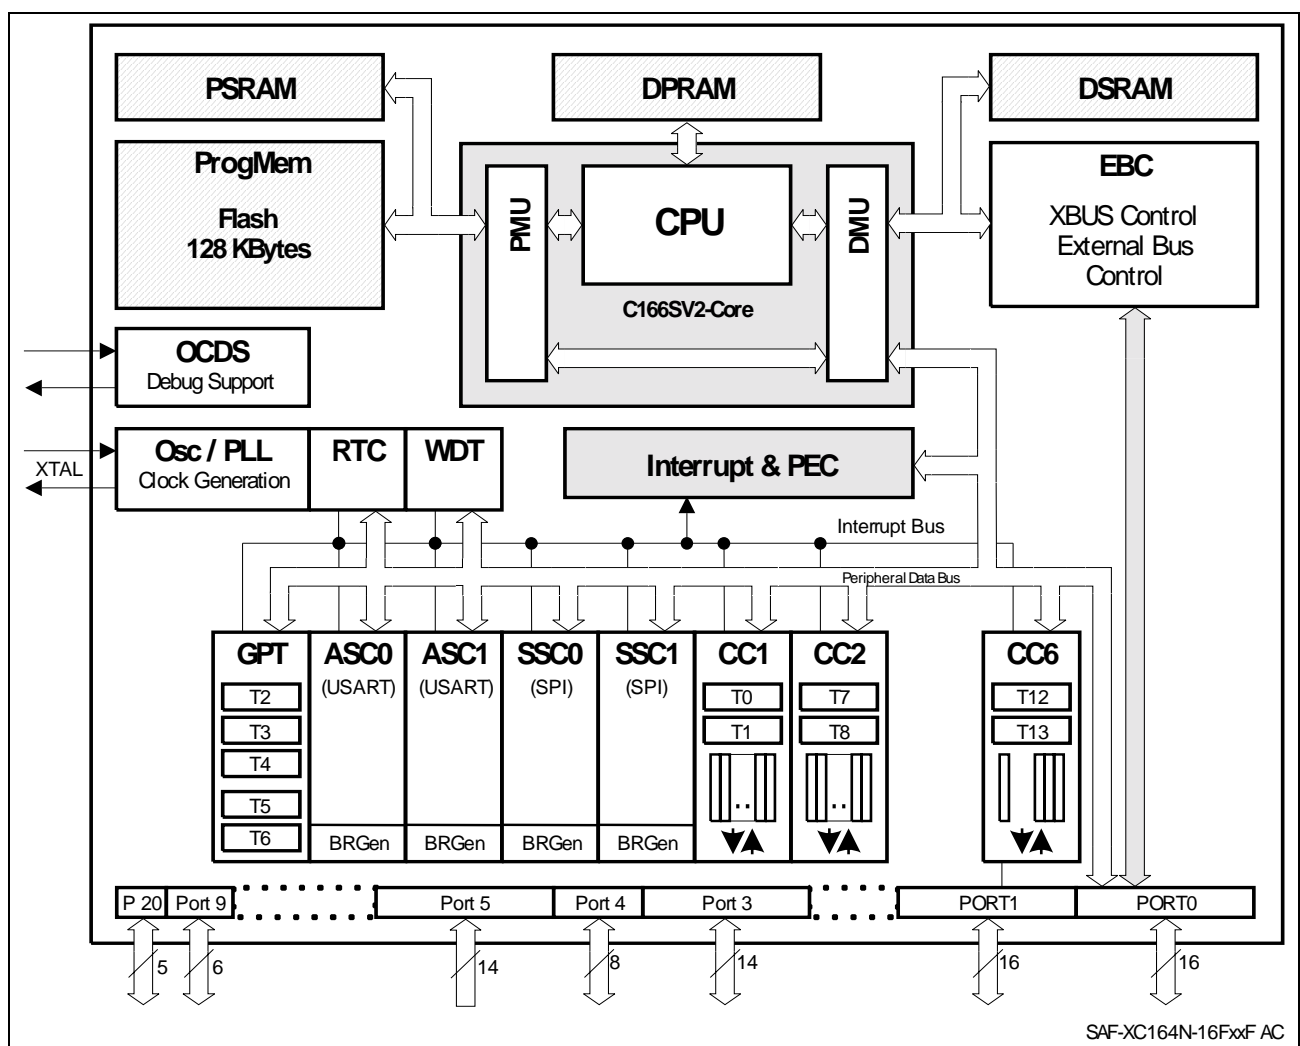 PSRAM
DPRAM
DSRAM
ProgMem
Flash
128 KBytes
PMU
CPU
DMU
C166SV2-Core
EBC
XBUS Control
External Bus
Control
OCDS
Debug Support
XTAL
Osc / PLL
Clock Generation
RTC
WDT
Interrupt & PEC
Interrupt Bus
Peripheral Data Bus
GPT
T2
T3
T4
T5
T6
ASC0
(USART)
BRGen
ASC1
(USART)
BRGen
SSC0
(SPI)
BRGen
SSC1
(SPI)
BRGen
CC1
T0
T1
CC2
T7
T8
CC6
T12
T13
P 20
Port 9
Port 5
Port 4
Port 3
PORT1
PORT0
5
6
14
8
14
16
16
SAF-XC164N-16FxxF AC